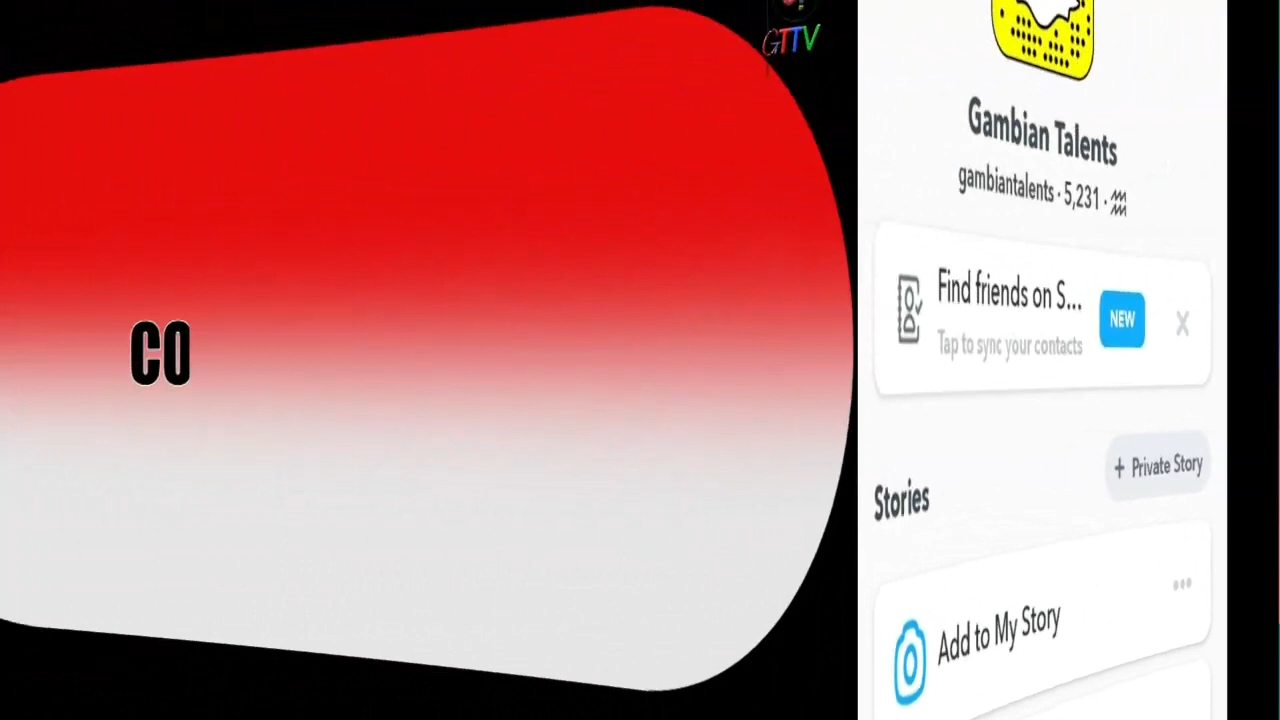 GTTV
CO
Gambian Talents
gambiantalents · 5,231 · ♒
Find friends on S...
NEW
Tap to sync your contacts
+ Private Story
Stories
Add to My Story